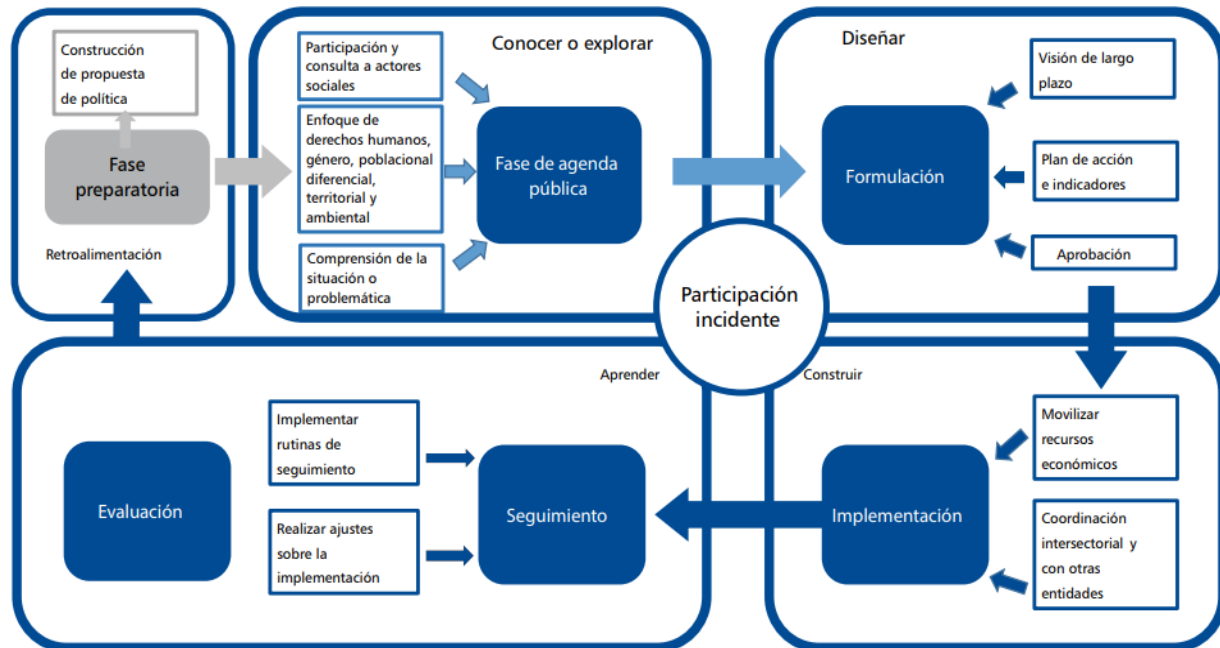 Construcción
de propuesta
de política
Fase
preparatoria
Retroalimentación
Conocer o explorar
Participación y
consulta a actores
sociales
Enfoque de
derechos humanos,
género, poblacional
diferencial,
territorial y
ambiental
Comprensión de la
situación o
problemática
Fase de agenda
pública
Diseñar
Visión de largo
plazo
Formulación
Plan de acción
e indicadores
Aprobación
Participación
incidente
Aprender
Construir
Evaluación
Implementar
rutinas de
seguimiento
Realizar ajustes
sobre la
implementación
Seguimiento
Implementación
Movilizar
recursos
económicos
Coordinación
intersectorial y
con otras
entidades